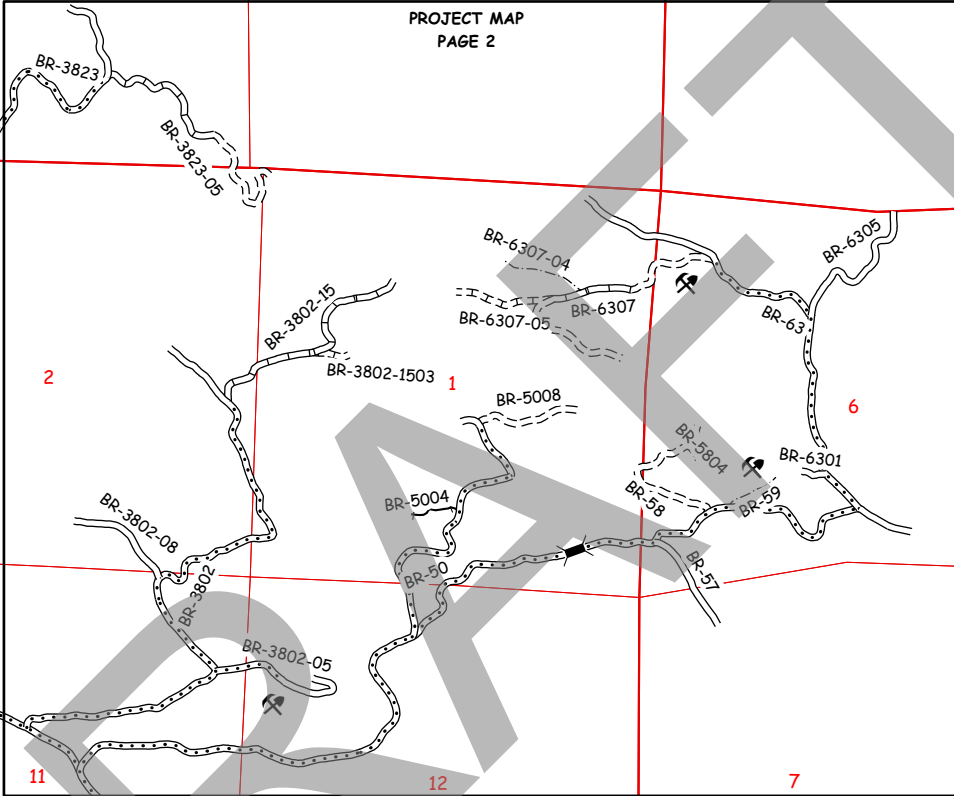 PROJECT MAP
PAGE 2
BR-3823
BR-3823-05
BR-6305
BR-6307-04
BR-6307
BR-63
BR-6307-05
BR-3802-15
BR-3802-1503
2
1
6
BR-5008
BR-5804
BR-6301
BR-58
BR-59
BR-5004
BR-3802-08
BR-50
BR-57
BR-3802
BR-3802-05
11
12
7
DRAFT